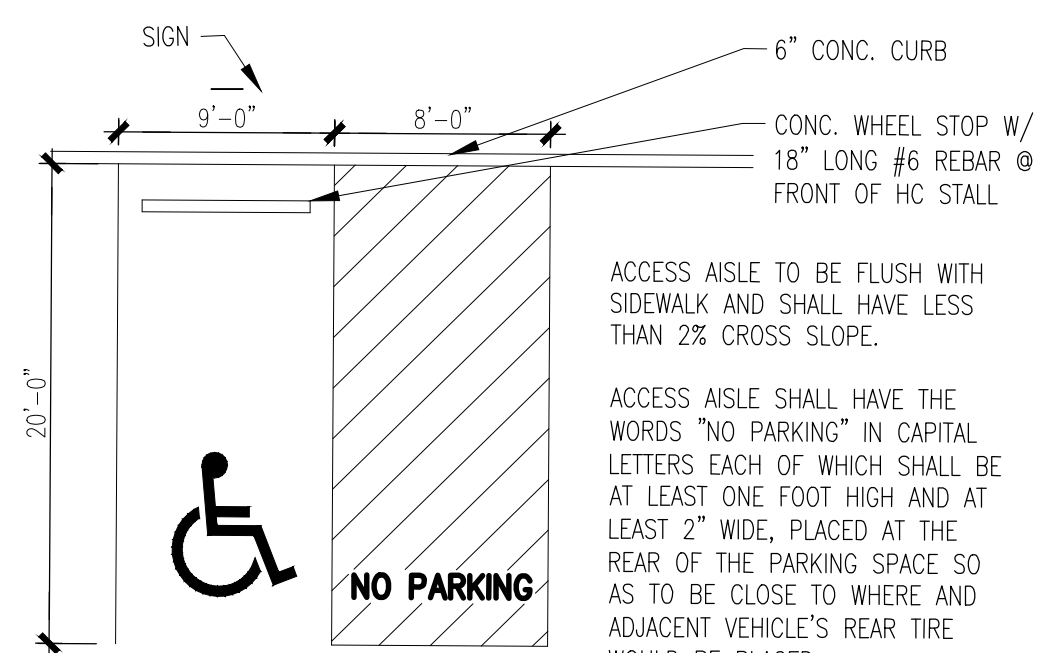 SIGN
6" CONC. CURB
9'-0"
8'-0"
CONC. WHEEL STOP W/
18" LONG #6 REBAR @
FRONT OF HC STALL
ACCESS AISLE TO BE FLUSH WITH
SIDEWALK AND SHALL HAVE LESS
THAN 2% CROSS SLOPE.
20'-0"
ACCESS AISLE SHALL HAVE THE
WORDS "NO PARKING" IN CAPITAL
LETTERS EACH OF WHICH SHALL BE
AT LEAST ONE FOOT HIGH AND AT
LEAST 2" WIDE, PLACED AT THE
REAR OF THE PARKING SPACE SO
AS TO BE CLOSE TO WHERE AND
ADJACENT VEHICLE'S REAR TIRE
WOULD BE PLACED
NO PARKING